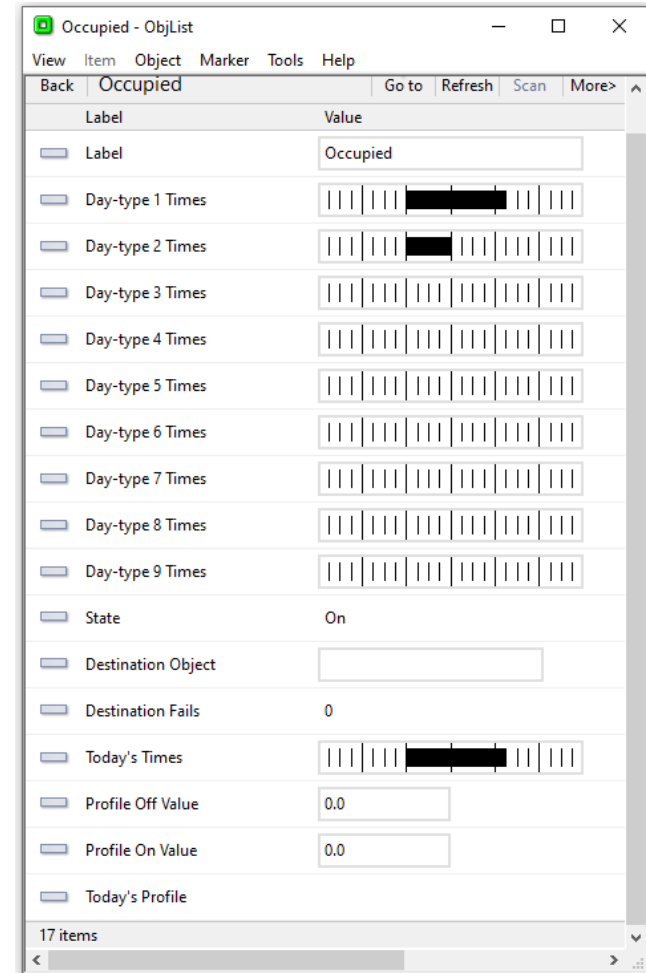 Occupied - ObjList
View Item Object Marker Tools Help
Back Occupied Go to Refresh Scan More>
Label Value
Label Occupied
Day-type 1 Times
Day-type 2 Times
Day-type 3 Times
Day-type 4 Times
Day-type 5 Times
Day-type 6 Times
Day-type 7 Times
Day-type 8 Times
Day-type 9 Times
State On
Destination Object
Destination Fails 0
Today's Times
Profile Off Value 0.0
Profile On Value 0.0
Today's Profile
17 items